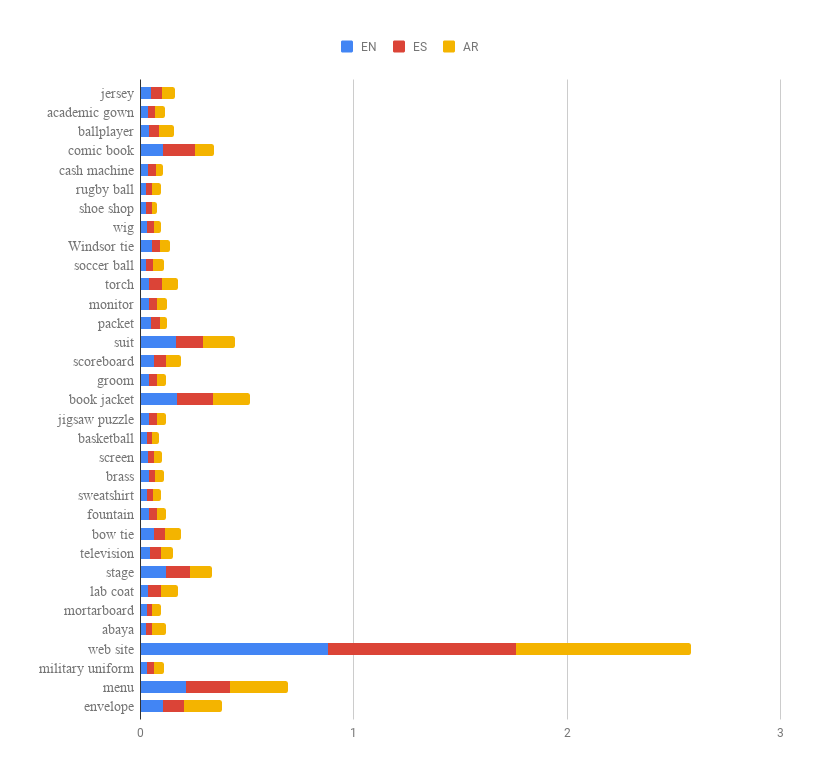 EN ES AR
jersey
academic gown
ballplayer
comic book
cash machine
rugby ball
shoe shop
wig
Windsor tie
soccer ball
torch
monitor
packet
suit
scoreboard
groom
book jacket
jigsaw puzzle
basketball
screen
brass
sweatshirt
fountain
bow tie
television
stage
lab coat
mortarboard
abaya
web site
military uniform
menu
envelope
0 1 2 3